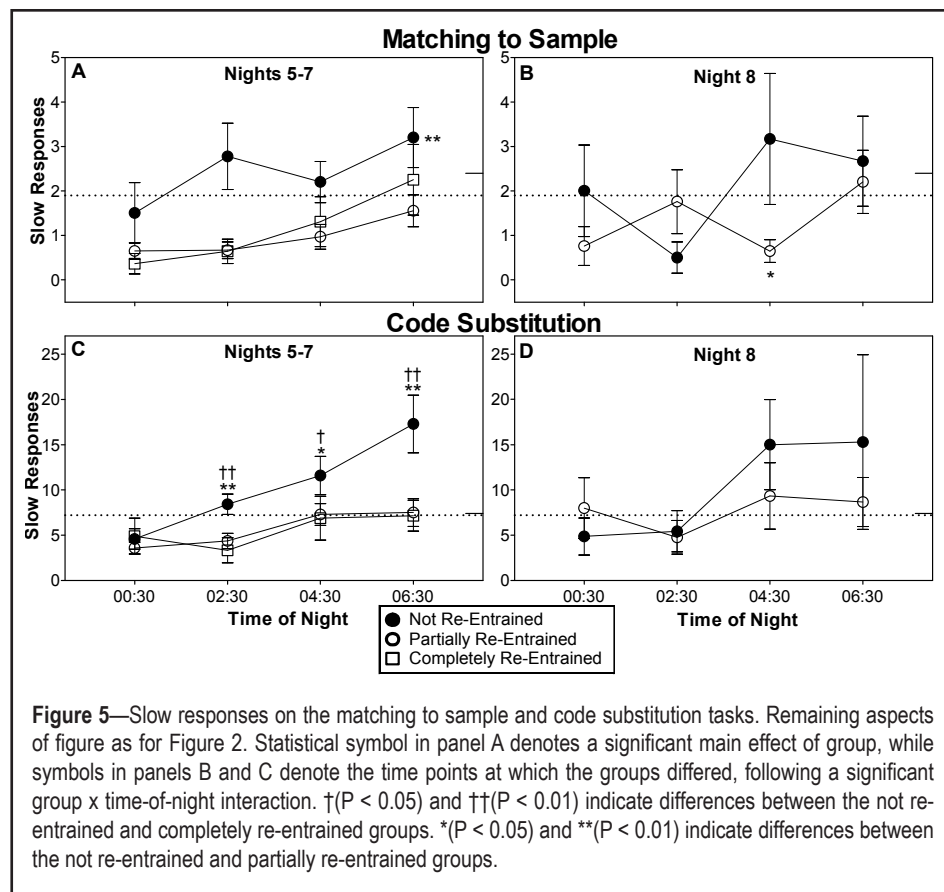 Matching to Sample
A
Nights 5-7
B
Night 8
Slow Responses
5
4
3
2
1
0
**
*
Code Substitution
C
Nights 5-7
D
Night 8
Slow Responses
25
20
15
10
5
0
††
**
†
*
††
**
00:30 02:30 04:30 06:30
00:30 02:30 04:30 06:30
Time of Night
Time of Night
Not Re-Entrained
Partially Re-Entrained
Completely Re-Entrained
Figure 5—Slow responses on the matching to sample and code substitution tasks. Remaining aspects
of figure as for Figure 2. Statistical symbol in panel A denotes a significant main effect of group, while
symbols in panels B and C denote the time points at which the groups differed, following a significant
group x time-of-night interaction. †(P < 0.05) and ††(P < 0.01) indicate differences between the not re-
entrained and completely re-entrained groups. *(P < 0.05) and **(P < 0.01) indicate differences between
the not re-entrained and partially re-entrained groups.